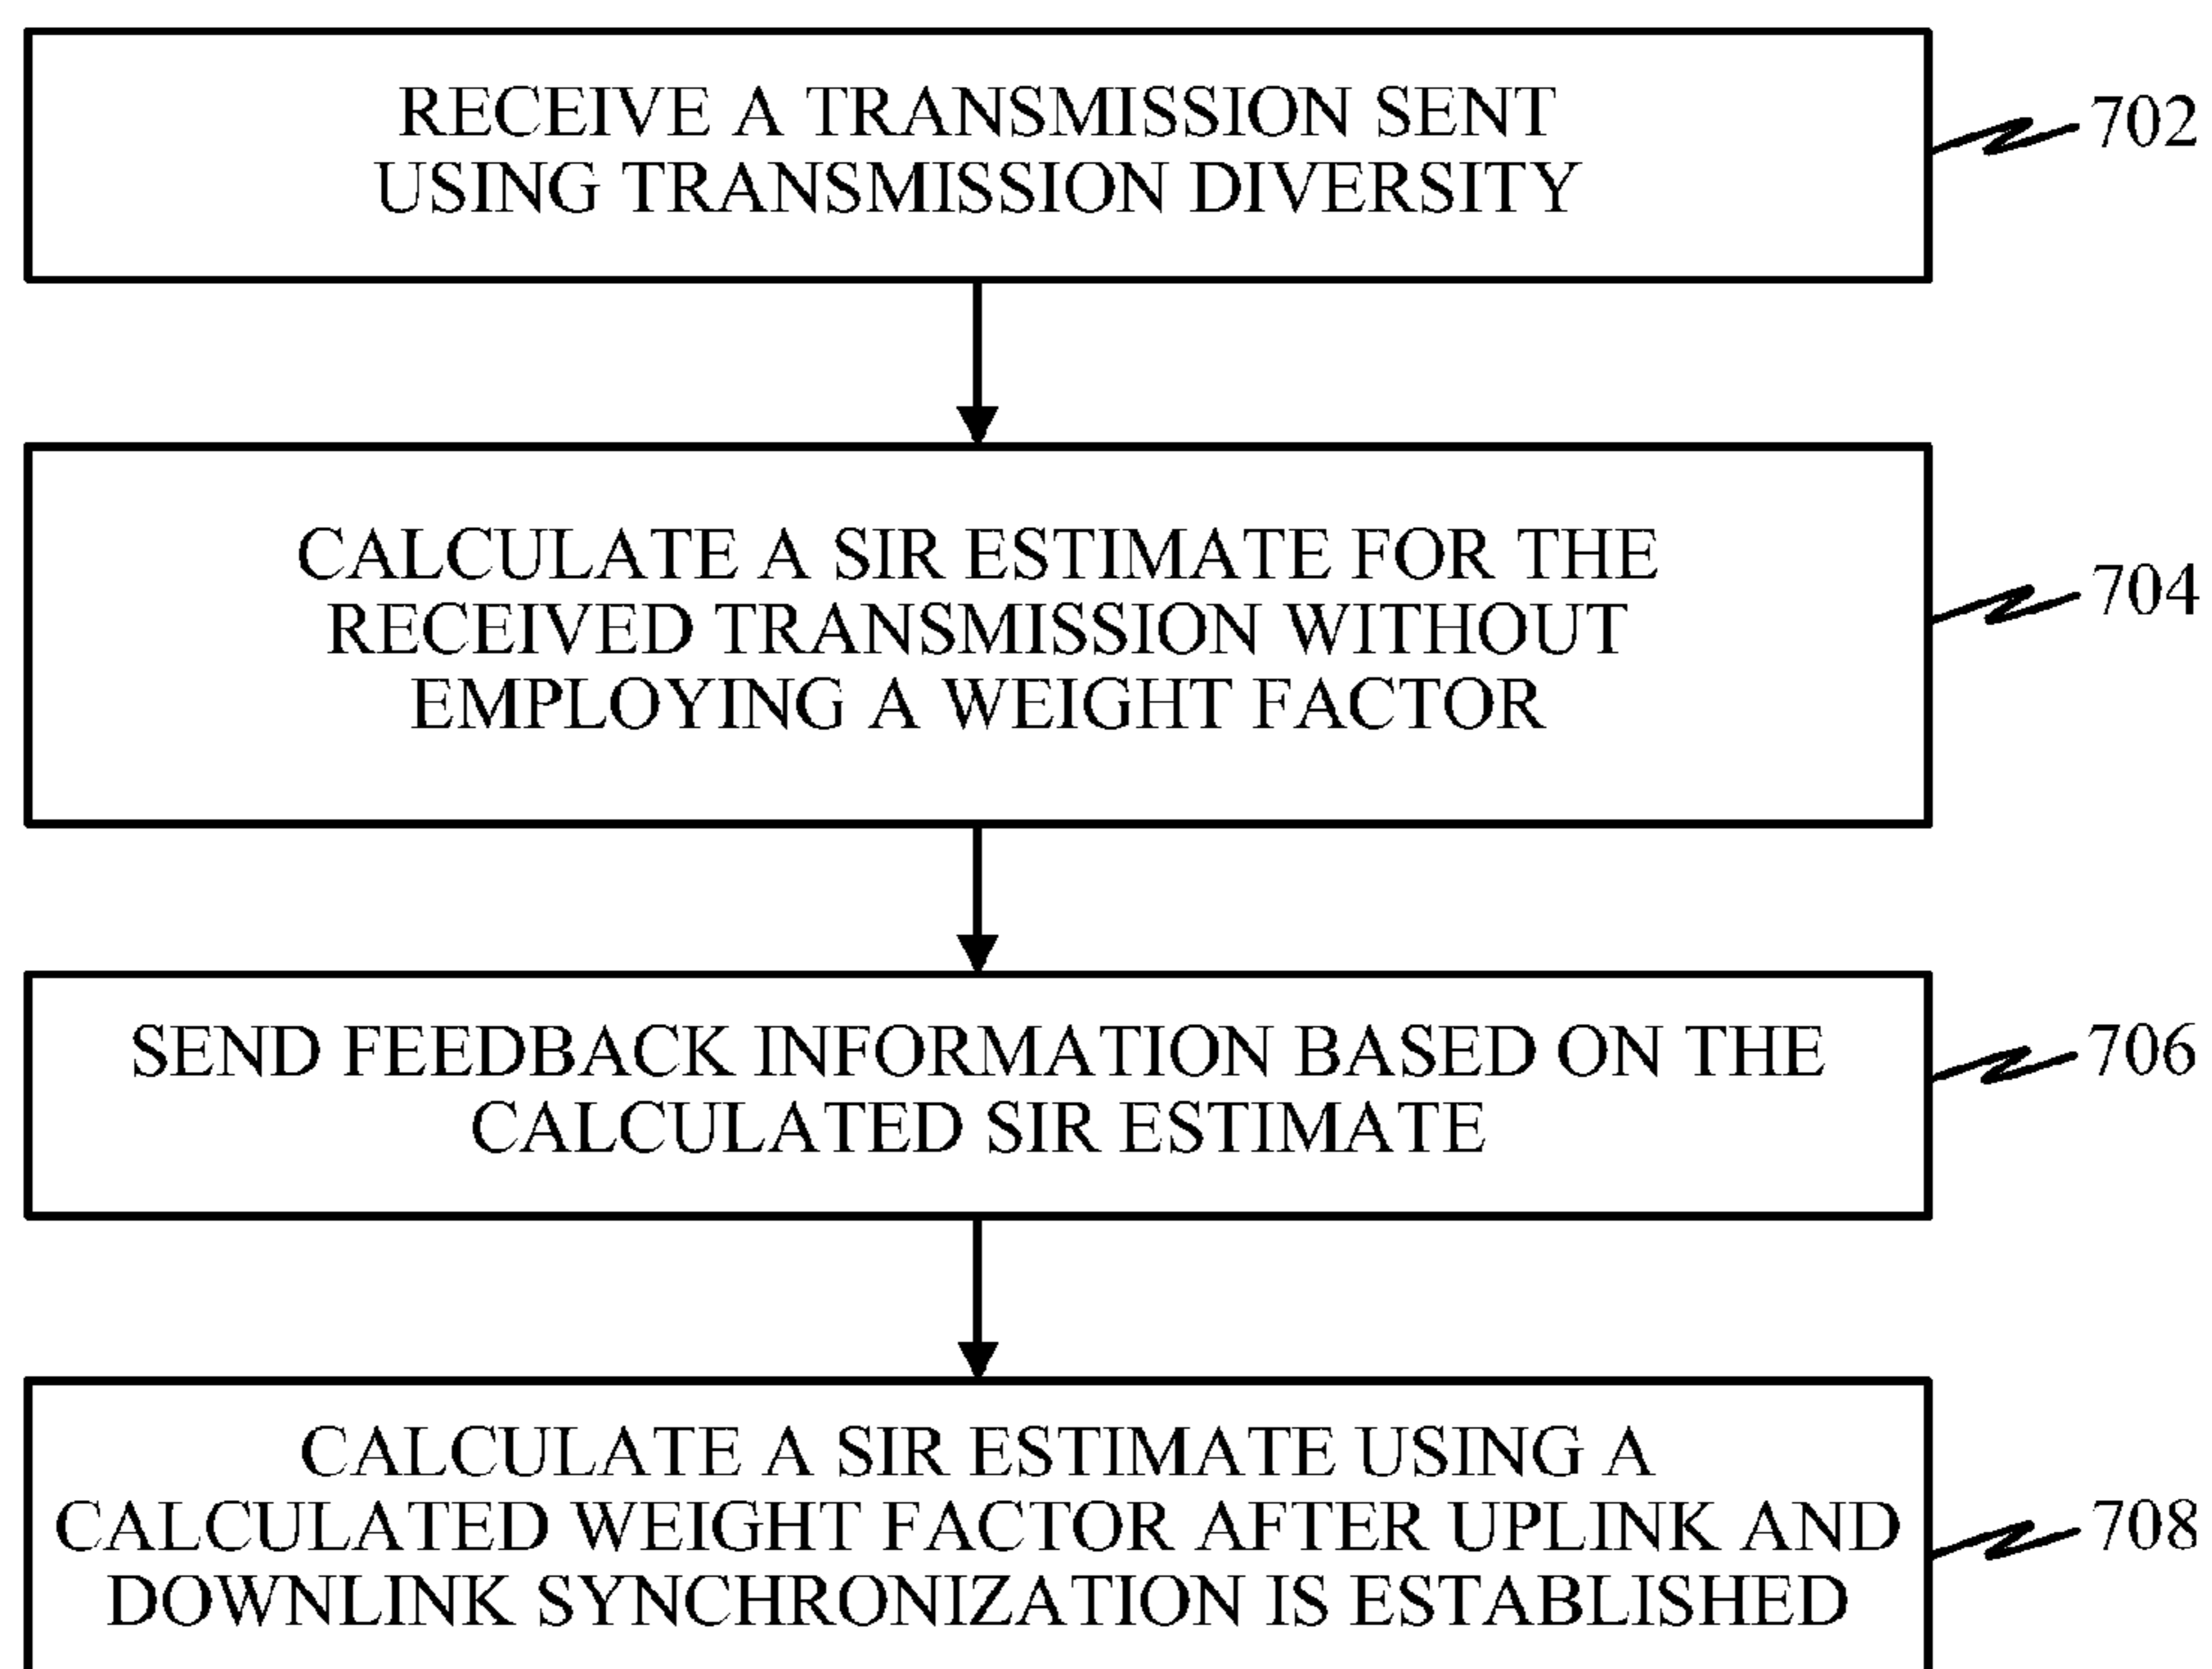 RECEIVE A TRANSMISSION SENT
USING TRANSMISSION DIVERSITY
702
CALCULATE A SIR ESTIMATE FOR THE
RECEIVED TRANSMISSION WITHOUT
EMPLOYING A WEIGHT FACTOR
704
SEND FEEDBACK INFORMATION BASED ON THE
CALCULATED SIR ESTIMATE
706
CALCULATE A SIR ESTIMATE USING A
CALCULATED WEIGHT FACTOR AFTER UPLINK AND
DOWNLINK SYNCHRONIZATION IS ESTABLISHED
708